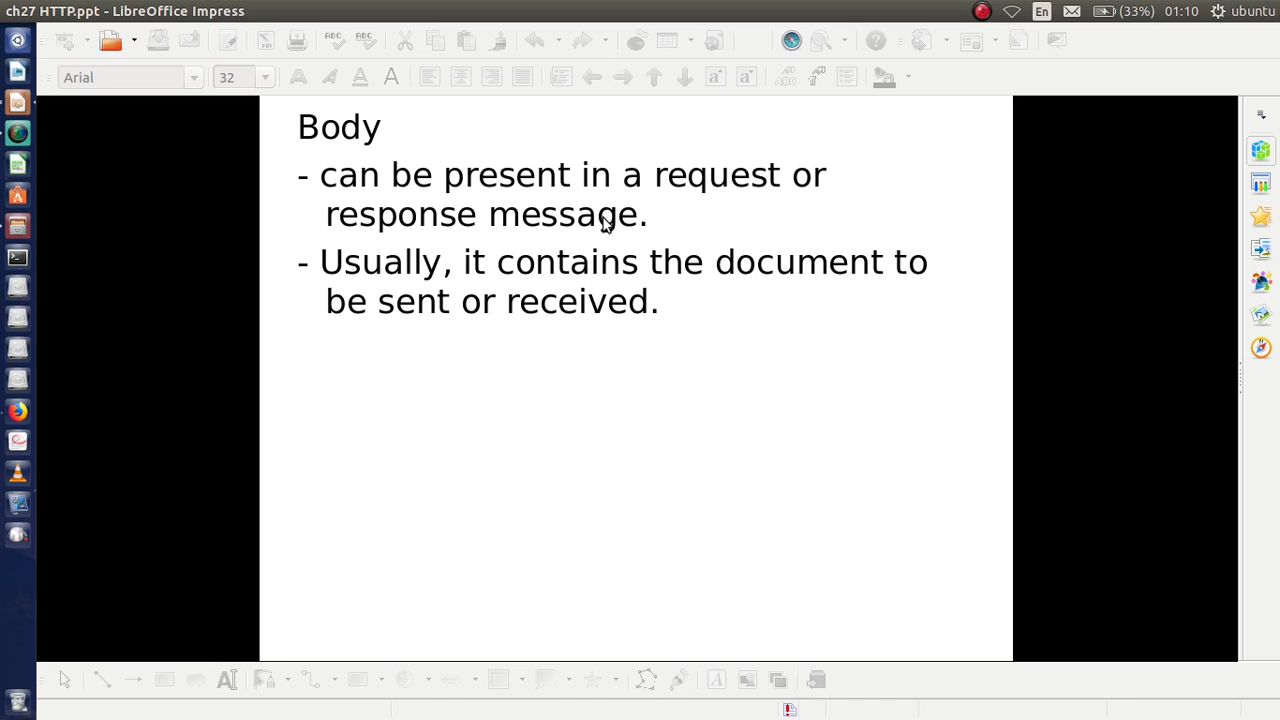 ch27 HTTP.ppt - LibreOffice Impress
En
(33%)
01:10
ubuntu
Arial
32
Body
- can be present in a request or
response message.
- Usually, it contains the document to
be sent or received.